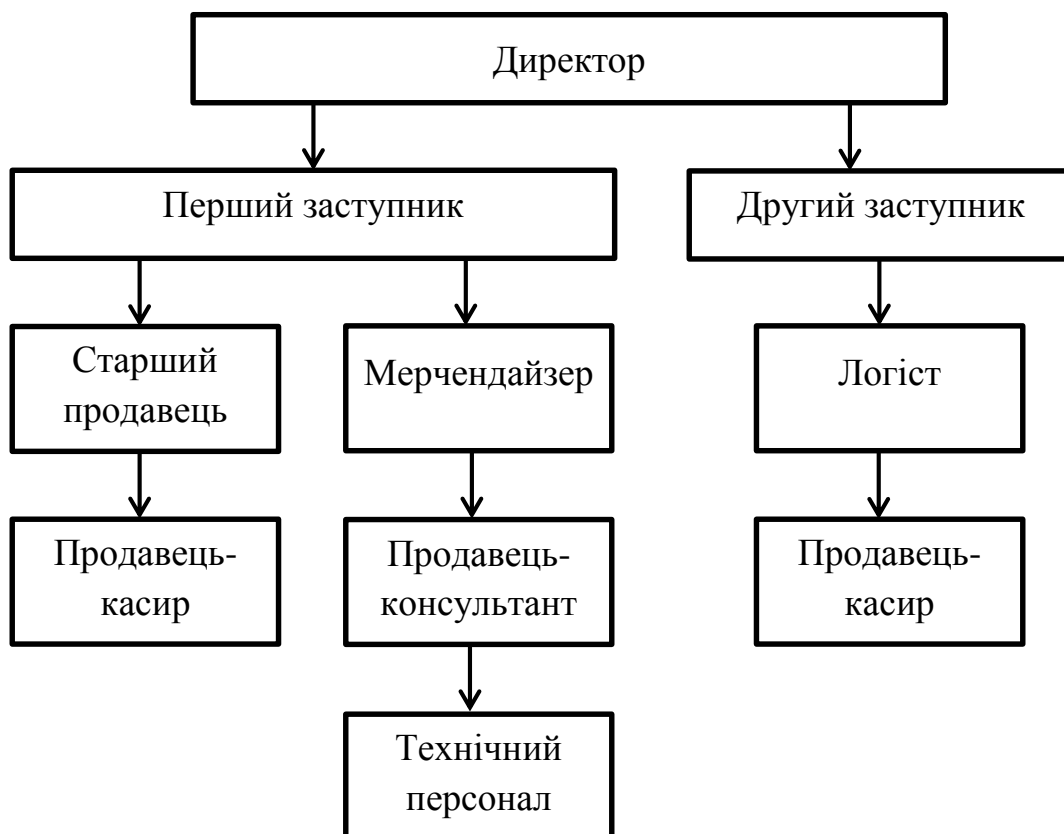 Директор
Перший заступник
Другий заступник
Старший
продавець
Мерчендайзер
Логіст
Продавець-
касир
Продавець-
консультант
Продавець-
касир
Технічний
персонал